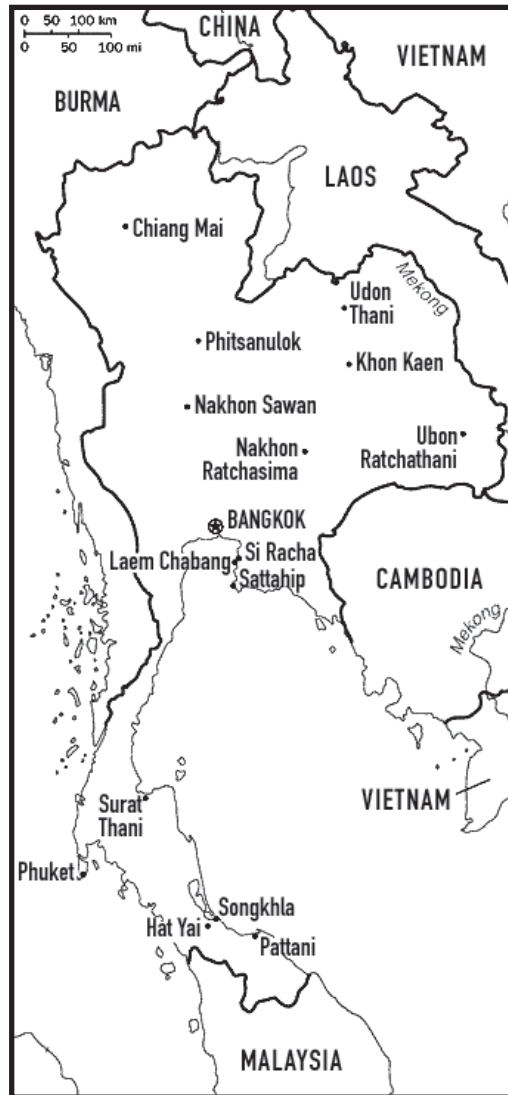 0 50 100 km
0 50 100 mi
CHINA
VIETNAM
BURMA
LAOS
Chiang Mai
Mekong
Udon
Thani
Phitsanulok
Khon Kaen
Nakhon Sawan
Nakhon
Ratchasima
Ubon
Ratchathani
BANGKOK
Si Racha
Laem Chabang
Sattahip
CAMBODIA
Mekong
VIETNAM
Surat
Thani
Phuket
Songkhla
Hat Yai
Pattani
MALAYSIA